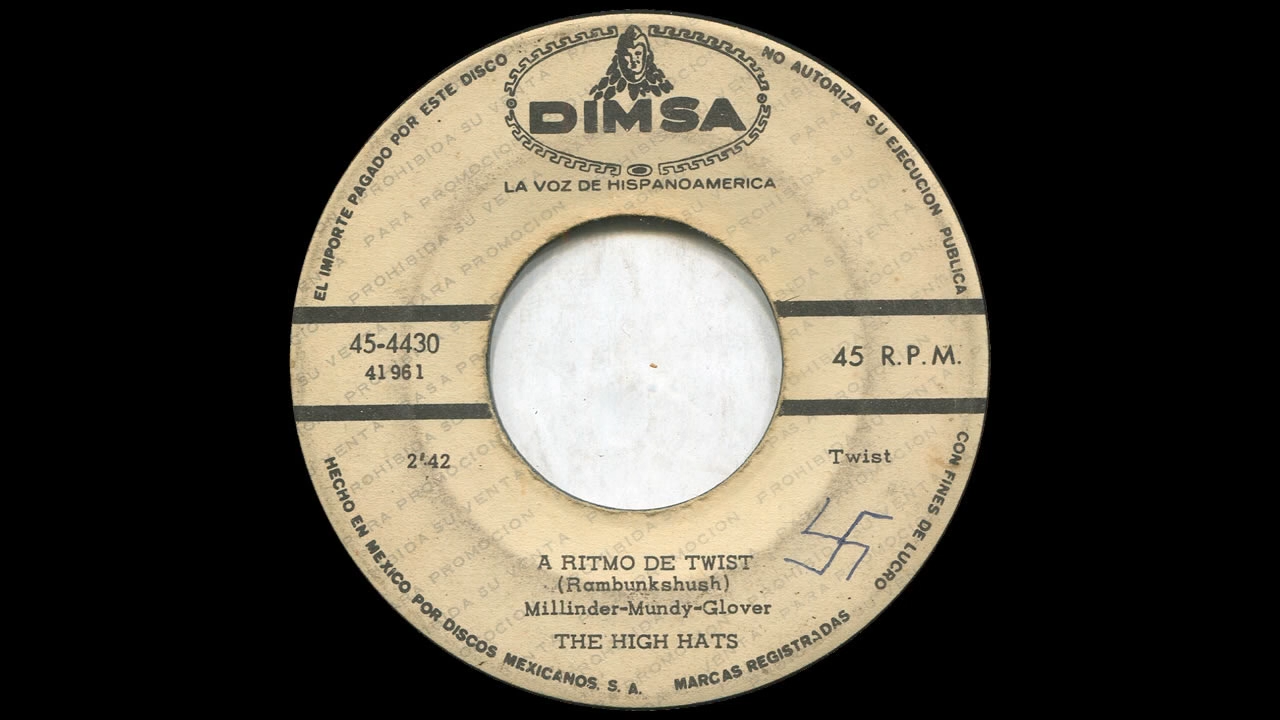 DIMSA
LA VOZ DE HISPANOAMERICA
EL IMPORTE PAGADO POR ESTE DISCO
NO AUTORIZA SU EJECUCION PUBLICA
CON FINES DE LUCRO
45-4430
41961
45 R.P.M.
2'42
Twist
A RITMO DE TWIST
(Rambunkshush)
Millinder-Mundy-Glover
THE HIGH HATS
HECHO EN MEXICO POR DISCOS MEXICANOS. S. A.
MARCAS REGISTRADAS
PARA PROMOCION
PROHIBIDA SU VENTA